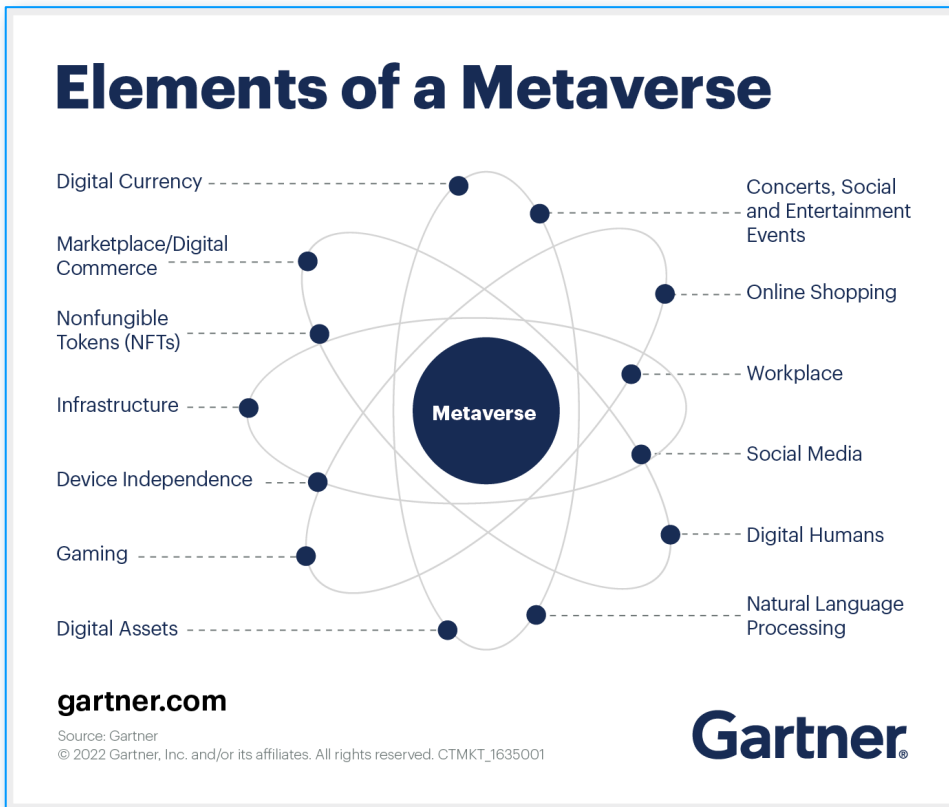 Elements of a Metaverse
Digital Currency
Marketplace/Digital
Commerce
Nonfungible
Tokens (NFTs)
Infrastructure
Device Independence
Gaming
Digital Assets
Metaverse
Concerts, Social
and Entertainment
Events
Online Shopping
Workplace
Social Media
Digital Humans
Natural Language
Processing
gartner.com
Source: Gartner
© 2022 Gartner, Inc. and/or its affiliates. All rights reserved. CTMKT_1635001
Gartner®